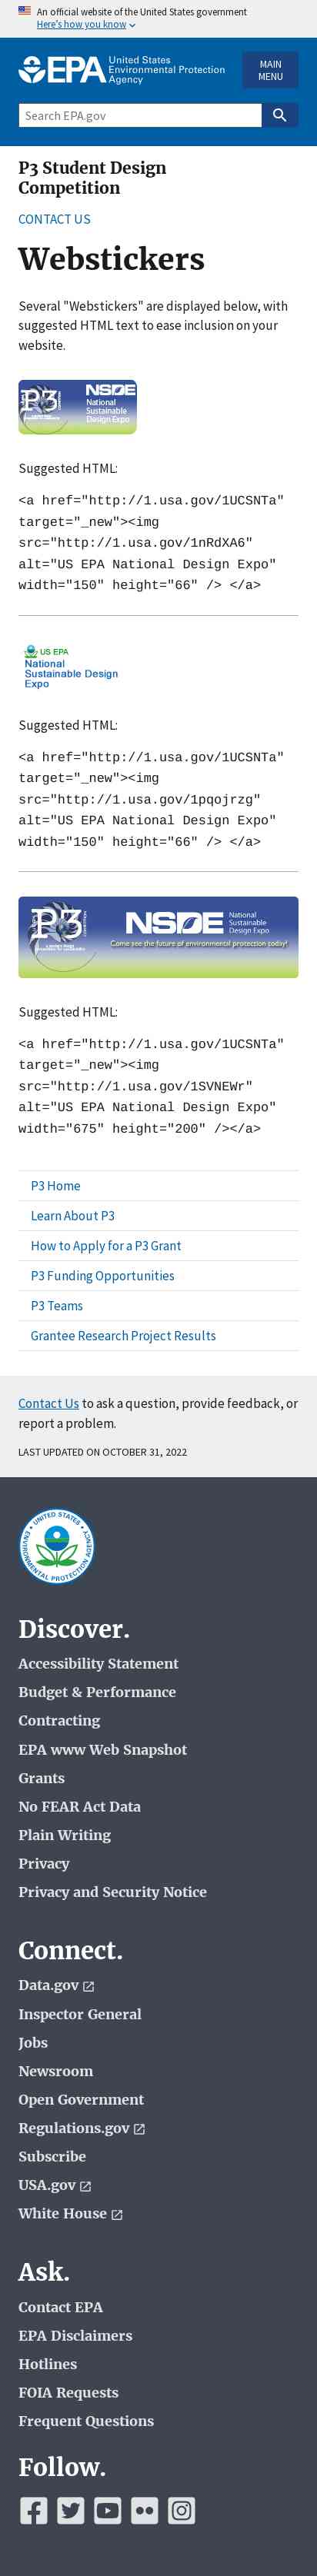 An official website of the United States government
Here's how you know
EPA United States
Environmental Protection
Agency
MAN
MENU
Search EPA.gov
P3 Student Design
Competition
CONTACT US
Webstickers
Several "Webstickers" are displayed below, with
suggested HTML text to ease inclusion on your
website.
P3
NSDE
National
Sustainable
Design Expo
Suggested HTML:
<a href="http://1.usa.gov/1UCSNTa"
target="_new"><img
src="http://1.usa.gov/1nRdXA6"
alt="US EPA National Design Expo"
width="150" height="66" /> </a>
US EPA
National
Sustainable Design
Expo
Suggested HTML:
<a href="http://1.usa.gov/1UCSNTa"
target="_new"><img
src="http://1.usa.gov/1pqojrzg"
alt="US EPA National Design Expo"
width="150" height="66" /> </a>
P3
NSDE National
Sustainable
Design Expo
Come see the future of environmental protection today!
Suggested HTML:
<a href="http://1.usa.gov/1UCSNTa"
target="_new"><img
src="http://1.usa.gov/1SVNEWr"
alt="US EPA National Design Expo"
width="675" height="200" /></a>
P3 Home
Learn About P3
How to Apply for a P3 Grant
P3 Funding Opportunities
P3 Teams
Grantee Research Project Results
Contact Us to ask a question, provide feedback, or
report a problem.
LAST UPDATED ON OCTOBER 31, 2022
UNITED STATES
ENVIRONMENTAL PROTECTION AGENCY
Discover.
Accessibility Statement
Budget & Performance
Contracting
EPA www Web Snapshot
Grants
No FEAR Act Data
Plain Writing
Privacy
Privacy and Security Notice
Connect.
Data.gov
Inspector General
Jobs
Newsroom
Open Government
Regulations.gov
Subscribe
USA.gov
White House
Ask.
Contact EPA
EPA Disclaimers
Hotlines
FOIA Requests
Frequent Questions
Follow.